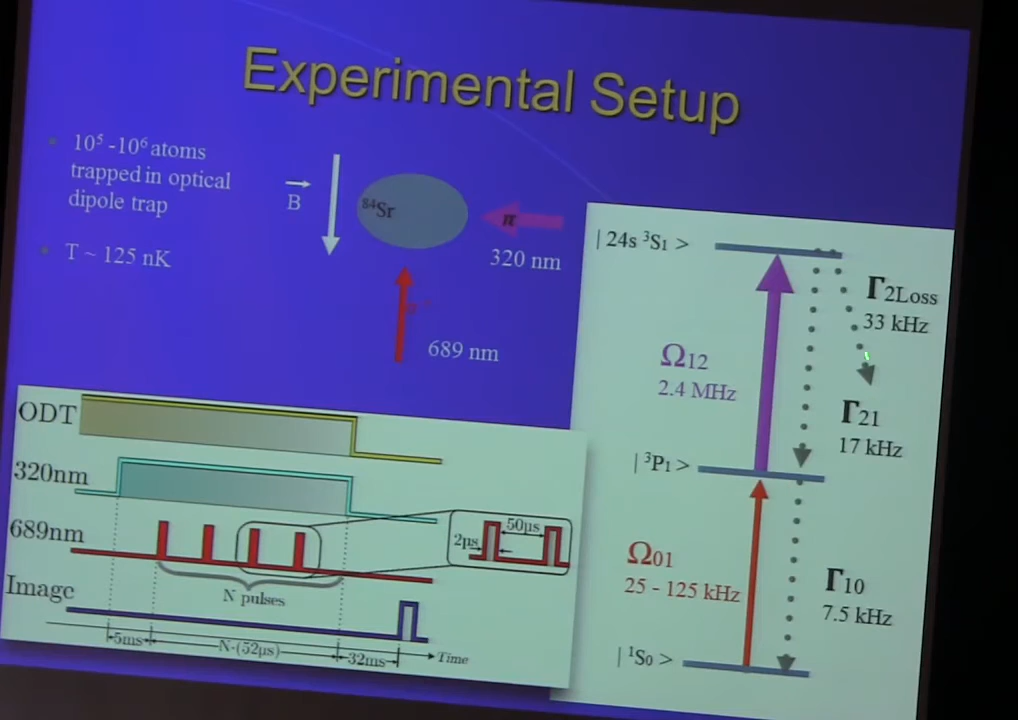 Experimental Setup
• 10⁵ -10⁶ atoms
trapped in optical
dipole trap
• T ~ 125 nK
B
⁸⁴Sr
π
320 nm
689 nm
| 24s ³S₁ >
Γ2Loss
33 kHz
Ω12
2.4 MHz
Γ21
17 kHz
| ³P₁ >
Ω01
25 - 125 kHz
Γ10
7.5 kHz
| ¹S₀ >
ODT
320nm
689nm
50µs
2µs
N pulses
Image
5ms
N·(52µs)
32ms
Time